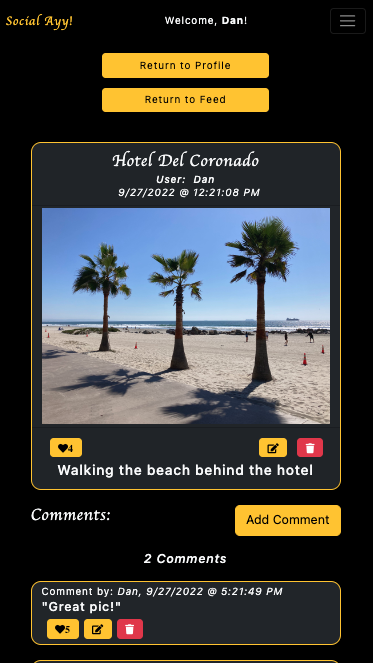 Social Ayy!
Welcome, Dan!
Return to Profile
Return to Feed
Hotel Del Coronado
User: Dan
9/27/2022 @ 12:21:08 PM
4
Walking the beach behind the hotel
Comments:
Add Comment
2 Comments
Comment by: Dan, 9/27/2022 @ 5:21:49 PM
"Great pic!"
5